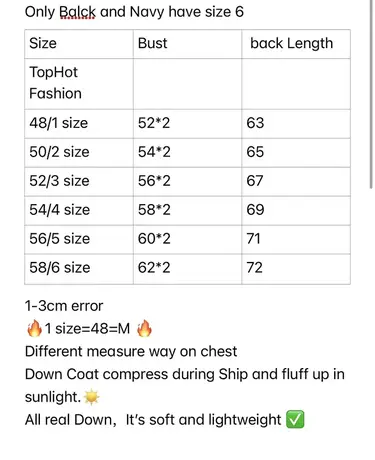 Only Balck and Navy have size 6
Size Bust back Length
TopHot
Fashion
48/1 size 52*2 63
50/2 size 54*2 65
52/3 size 56*2 67
54/4 size 58*2 69
56/5 size 60*2 71
58/6 size 62*2 72
1-3cm error
🔥1 size=48=M 🔥
Different measure way on chest
Down Coat compress during Ship and fluff up in
sunlight.☀️
All real Down，It's soft and lightweight ✅